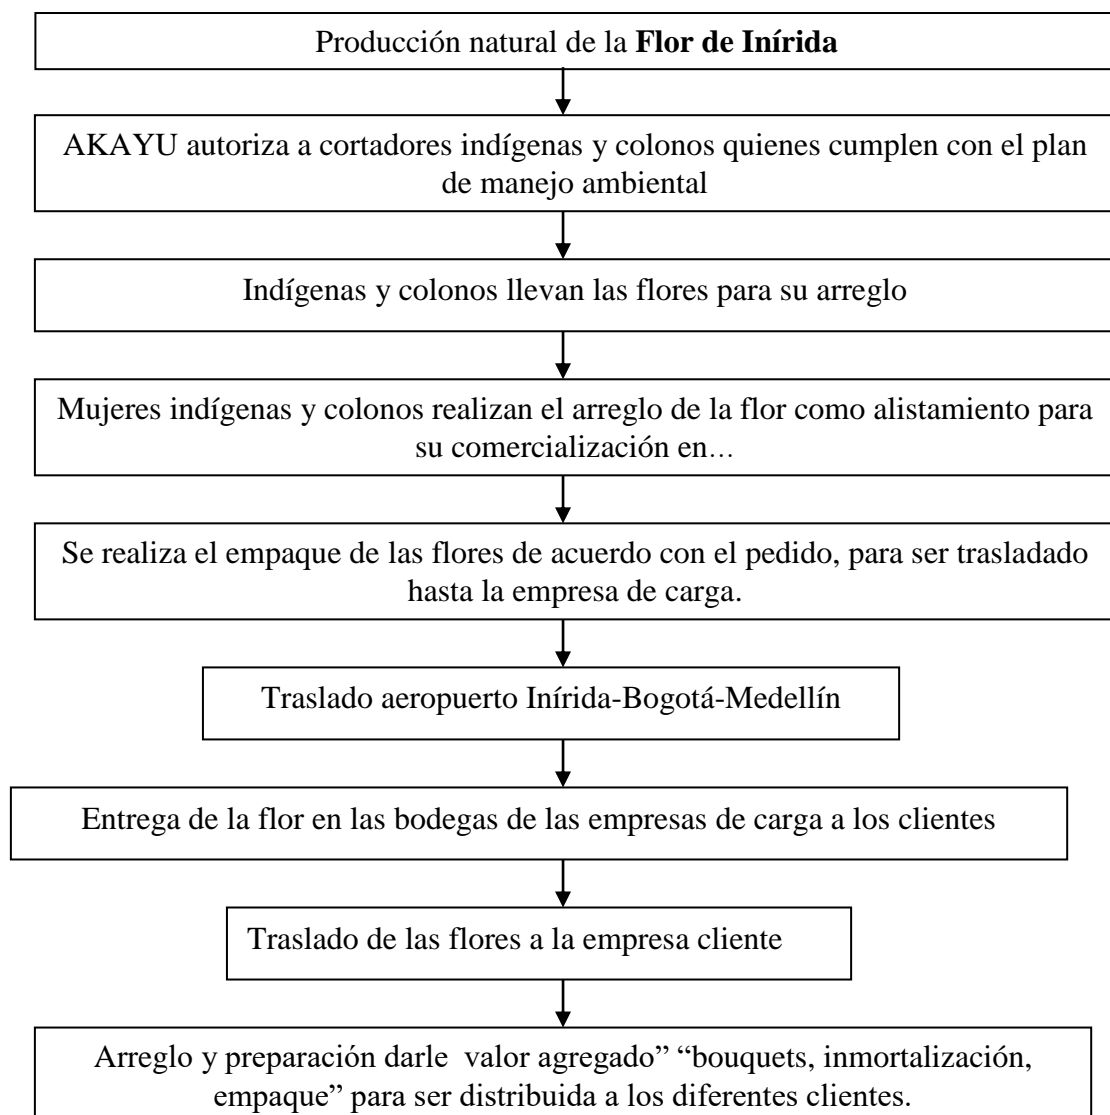 Producción natural de la Flor de Inírida
AKAYU autoriza a cortadores indígenas y colonos quienes cumplen con el plan
de manejo ambiental
Indígenas y colonos llevan las flores para su arreglo
Mujeres indígenas y colonos realizan el arreglo de la flor como alistamiento para
su comercialización en…
Se realiza el empaque de las flores de acuerdo con el pedido, para ser trasladado
hasta la empresa de carga.
Traslado aeropuerto Inírida-Bogotá-Medellín
Entrega de la flor en las bodegas de las empresas de carga a los clientes
Traslado de las flores a la empresa cliente
Arreglo y preparación darle  valor agregado” “bouquets, inmortalización,
empaque” para ser distribuida a los diferentes clientes.